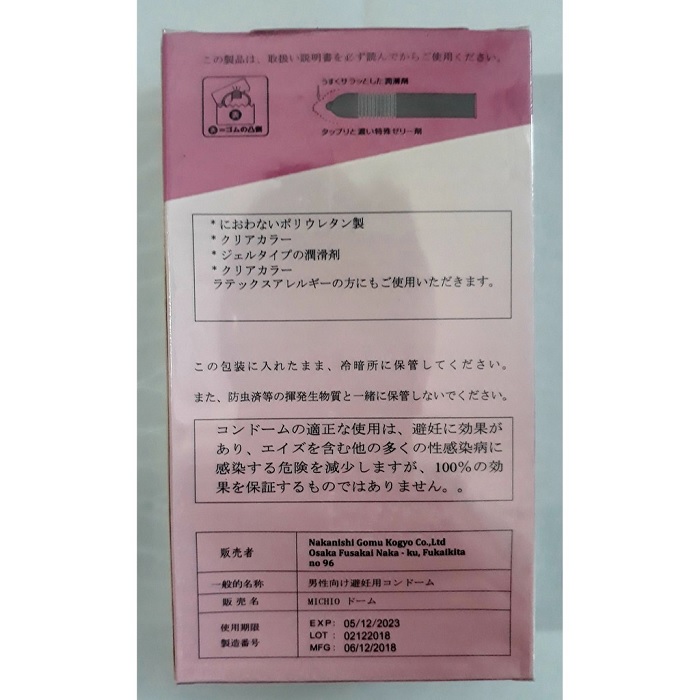 この製品は、取扱い説明書を必ず読んでからご使用ください。
うまくサラッとした潤滑剤
表=ゴムの凸側
タップリと濃い特殊ゼリー剤
* においわないポリウレタン製
* クリアカラー
* ジェルタイプの潤滑剤
* クリアカラー
ラテックスアレルギーの方にもご使用いただきます。
この包装に入れたまま、冷暗所に保管してください。
また、防虫済等の揮発生物質と一緒に保管しないでください。
コンドームの適正な使用は、避妊に効果が
あり、エイズを含む他の多くの性感染病に
感染する危険を減少しますが、100%の効
果を保証するものではありません。。
販売者
Nakanishi Gomu Kogyo Co.,Ltd
Osaka Fusakai Naka - ku, Fukaikita
no 96
一般的名称 男性向け避妊用コンドーム
販売名 MICHIO ドーム
使用期限 EXP: 05/12/2023
製造番号 LOT : 02122018
MFG: 06/12/2018